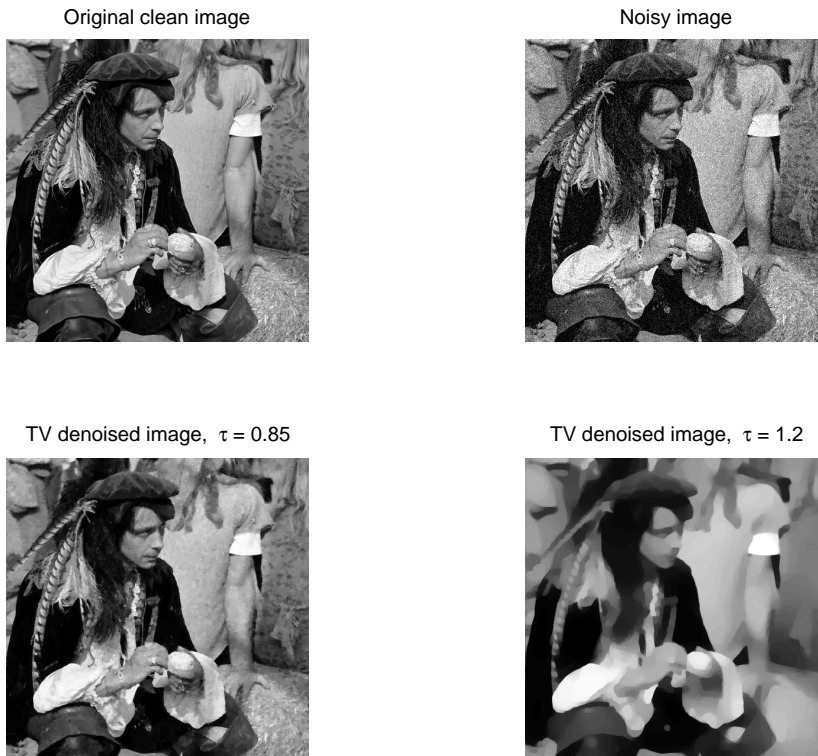 Original clean image
Noisy image
TV denoised image, τ = 0.85
TV denoised image, τ = 1.2